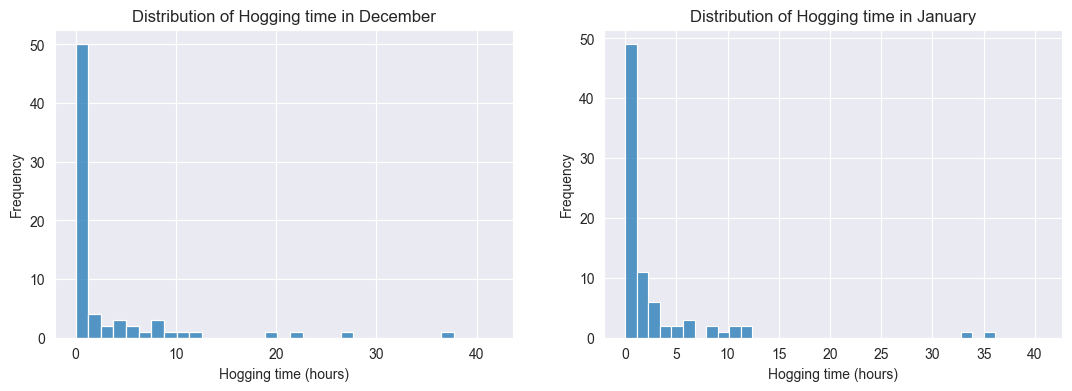 Distribution of Hogging time in December
50
40
30
20
10
0
Frequency
0 10 20 30 40
Hogging time (hours)
Distribution of Hogging time in January
50
40
30
20
10
0
Frequency
0 5 10 15 20 25 30 35 40
Hogging time (hours)